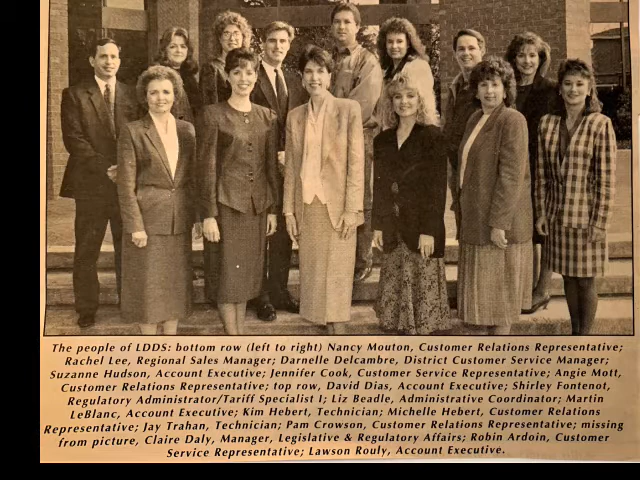 The people of LDDS: bottom row (left to right) Nancy Mouton, Customer Relations Representative;
Rachel Lee, Regional Sales Manager; Darnelle Delcambre, District Customer Service Manager;
Suzanne Hudson, Account Executive; Jennifer Cook, Customer Service Representative; Angie Mott,
Customer Relations Representative; top row, David Dias, Account Executive; Shirley Fontenot,
Regulatory Administrator/Tariff Specialist I; Liz Beadle, Administrative Coordinator; Martin
LeBlanc, Account Executive; Kim Hebert, Technician; Michelle Hebert, Customer Relations
Representative; Jay Trahan, Technician; Pam Crowson, Customer Relations Representative; missing
from picture, Claire Daly, Manager, Legislative & Regulatory Affairs; Robin Ardoin, Customer
Service Representative; Lawson Rouly, Account Executive.